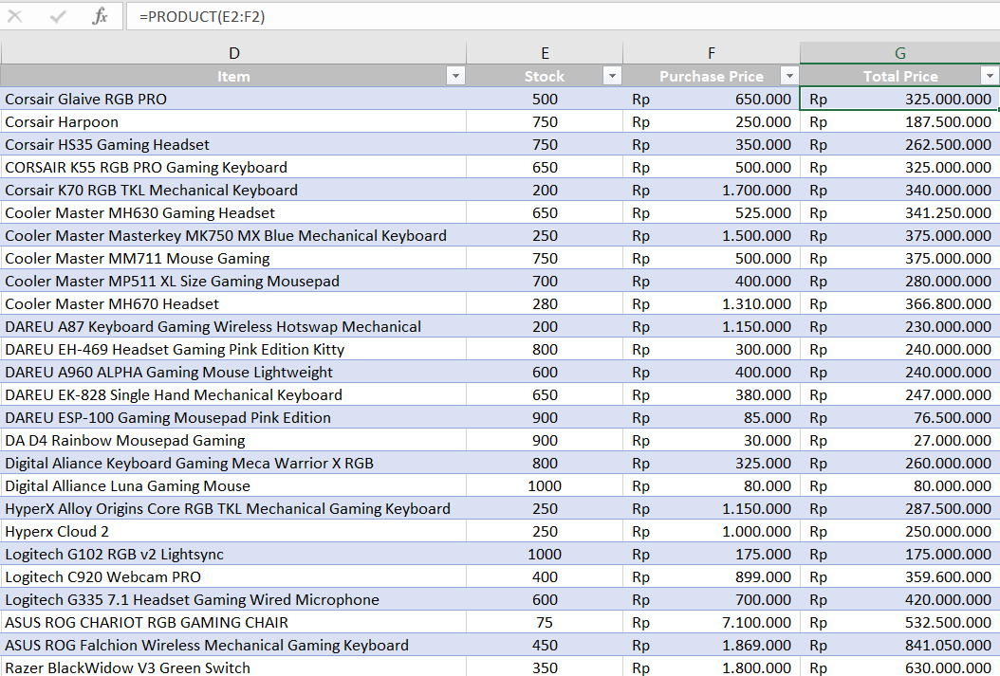 fx =PRODUCT(E2:F2)
D E F G
Item Stock Purchase Price Total Price
Corsair Glaive RGB PRO 500 Rp 650.000 Rp 325.000.000
Corsair Harpoon 750 Rp 250.000 Rp 187.500.000
Corsair HS35 Gaming Headset 750 Rp 350.000 Rp 262.500.000
CORSAIR K55 RGB PRO Gaming Keyboard 650 Rp 500.000 Rp 325.000.000
Corsair K70 RGB TKL Mechanical Keyboard 200 Rp 1.700.000 Rp 340.000.000
Cooler Master MH630 Gaming Headset 650 Rp 525.000 Rp 341.250.000
Cooler Master Masterkey MK750 MX Blue Mechanical Keyboard 250 Rp 1.500.000 Rp 375.000.000
Cooler Master MM711 Mouse Gaming 750 Rp 500.000 Rp 375.000.000
Cooler Master MP511 XL Size Gaming Mousepad 700 Rp 400.000 Rp 280.000.000
Cooler Master MH670 Headset 280 Rp 1.310.000 Rp 366.800.000
DAREU A87 Keyboard Gaming Wireless Hotswap Mechanical 200 Rp 1.150.000 Rp 230.000.000
DAREU EH-469 Headset Gaming Pink Edition Kitty 800 Rp 300.000 Rp 240.000.000
DAREU A960 ALPHA Gaming Mouse Lightweight 600 Rp 400.000 Rp 240.000.000
DAREU EK-828 Single Hand Mechanical Keyboard 650 Rp 380.000 Rp 247.000.000
DAREU ESP-100 Gaming Mousepad Pink Edition 900 Rp 85.000 Rp 76.500.000
DA D4 Rainbow Mousepad Gaming 900 Rp 30.000 Rp 27.000.000
Digital Aliance Keyboard Gaming Meca Warrior X RGB 800 Rp 325.000 Rp 260.000.000
Digital Alliance Luna Gaming Mouse 1000 Rp 80.000 Rp 80.000.000
HyperX Alloy Origins Core RGB TKL Mechanical Gaming Keyboard 250 Rp 1.150.000 Rp 287.500.000
Hyperx Cloud 2 250 Rp 1.000.000 Rp 250.000.000
Logitech G102 RGB v2 Lightsync 1000 Rp 175.000 Rp 175.000.000
Logitech C920 Webcam PRO 400 Rp 899.000 Rp 359.600.000
Logitech G335 7.1 Headset Gaming Wired Microphone 600 Rp 700.000 Rp 420.000.000
ASUS ROG CHARIOT RGB GAMING CHAIR 75 Rp 7.100.000 Rp 532.500.000
ASUS ROG Falchion Wireless Mechanical Gaming Keyboard 450 Rp 1.869.000 Rp 841.050.000
Razer BlackWidow V3 Green Switch 350 Rp 1.800.000 Rp 630.000.000